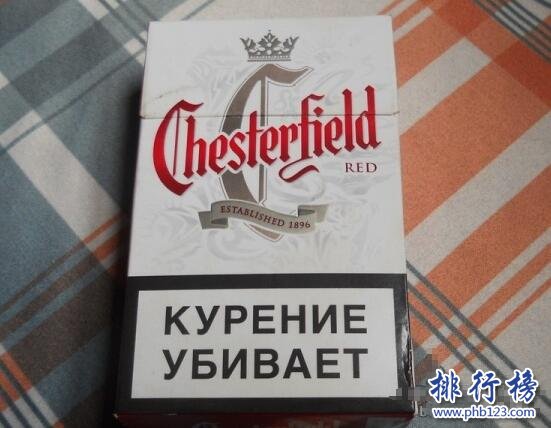 Chesterfield
RED
ESTABLISHED 1896
КУРЕНИЕ
УБИВАЕТ
排行榜
www.phb123.com